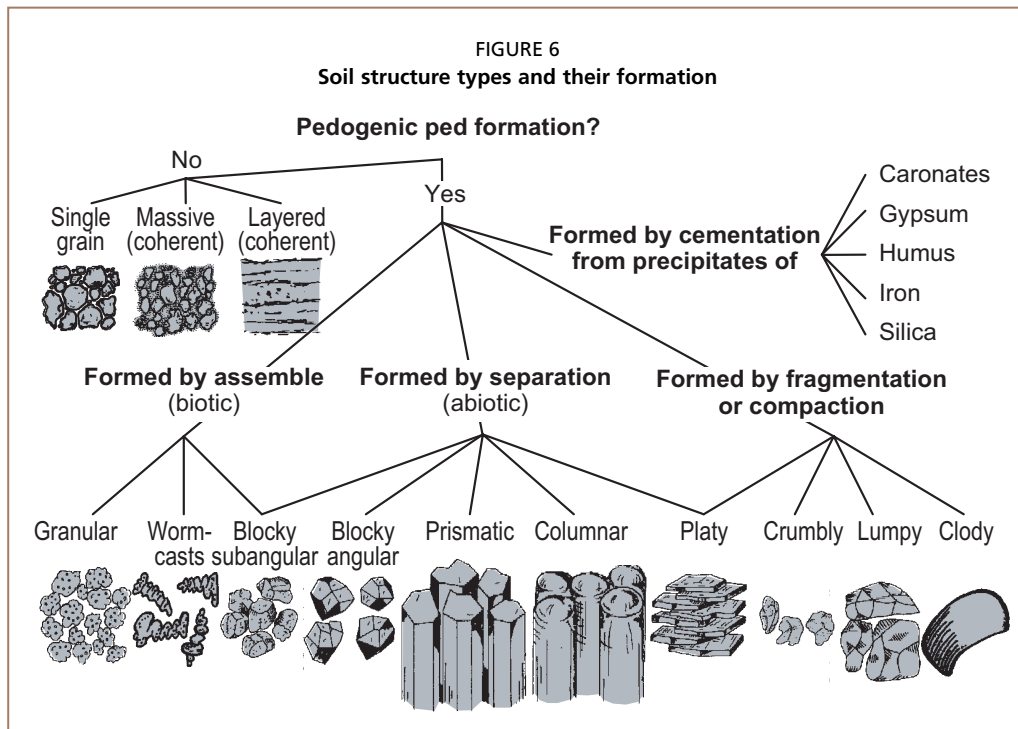 FIGURE 6
Soil structure types and their formation
Pedogenic ped formation?
No
Yes
Single
grain
Massive
(coherent)
Layered
(coherent)
Formed by cementation
from precipitates of
Caronates
Gypsum
Humus
Iron
Silica
Formed by assemble
(biotic)
Formed by separation
(abiotic)
Formed by fragmentation
or compaction
Granular
Worm-
casts
Blocky
subangular
Blocky
angular
Prismatic
Columnar
Platy
Crumbly
Lumpy
Clody